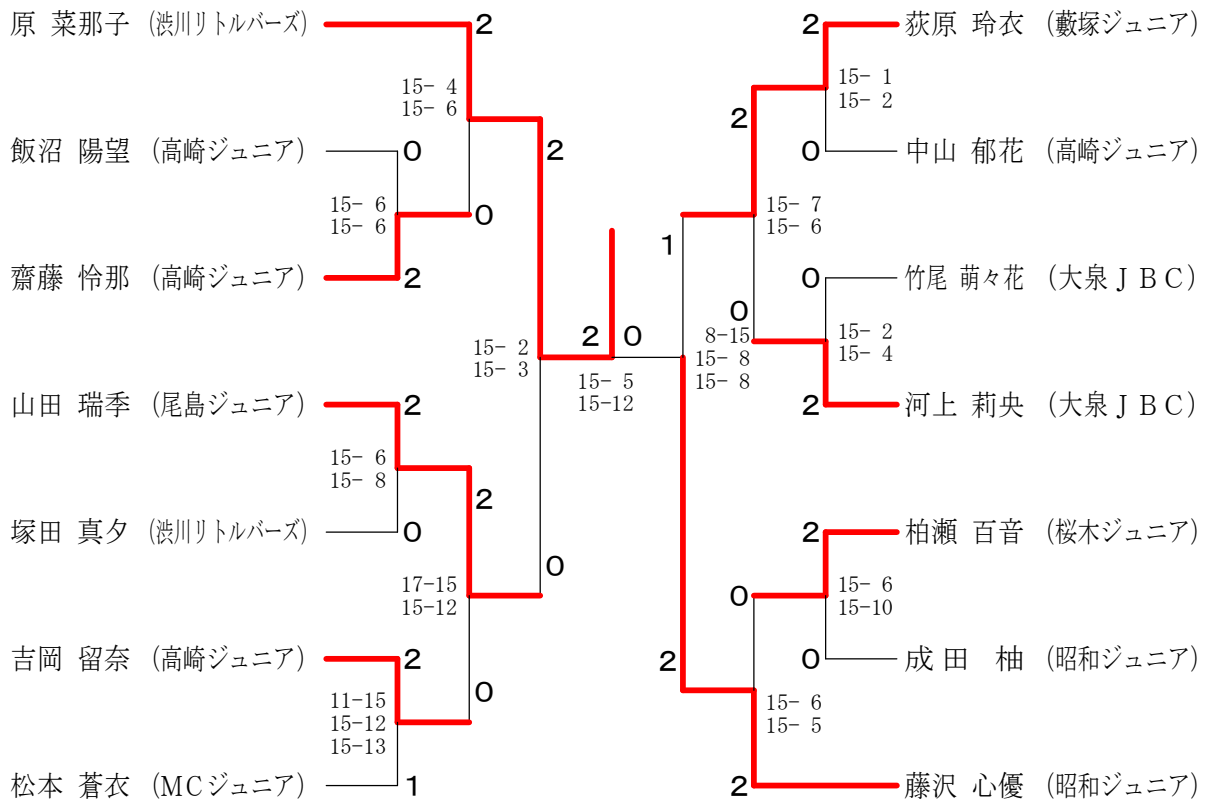 原 菜那子 (渋川リトルバーズ) 2 2 荻原 玲衣 (藪塚ジュニア)
15- 4 15- 1
15- 6 15- 2
2 2
飯沼 陽望 (高崎ジュニア) 0 0 中山 郁花 (高崎ジュニア)
15- 6 15- 7
15- 6 0 15- 6
1
齋藤 怜那 (高崎ジュニア) 2 0 竹尾 萌々花 (大泉ＪＢＣ)
0
15- 2 2 0 8-15 15- 2
15- 3 15- 8 15- 4
15- 5 15- 8
15-12
山田 瑞季 (尾島ジュニア) 2 2 河上 莉央 (大泉ＪＢＣ)
15- 6
15- 8 2
塚田 真夕 (渋川リトルバーズ) 0 2 柏瀬 百音 (桜木ジュニア)
0
17-15 0 15- 6
15-12 15-10
吉岡 留奈 (高崎ジュニア) 2 2 0 成田 柚 (昭和ジュニア)
0
11-15 15- 6
15-12 15- 5
15-13
松本 蒼衣 (ＭＣジュニア) 1 2 藤沢 心優 (昭和ジュニア)